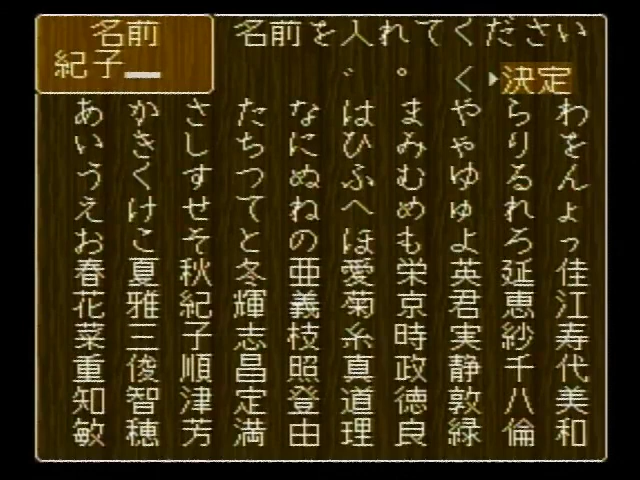 名前
紀子
名前を入れてください
゛ ゜ く 決定
あ か さ た な は ま や ら わ
い き し ち に ひ み ゃ り を
う く す つ ぬ ふ む ゆ る ん
え け せ て ね へ め ゅ れ ょ
お こ そ と の ほ も よ ろ っ
春 夏 秋 冬 亜 愛 栄 英 延 佳
花 雅 紀 輝 義 菊 京 君 恵 江
菜 三 子 志 枝 糸 時 実 紗 寿
重 俊 順 昌 照 真 政 静 千 代
知 智 津 定 登 道 徳 敦 八 美
敏 穂 芳 満 由 理 良 緑 倫 和